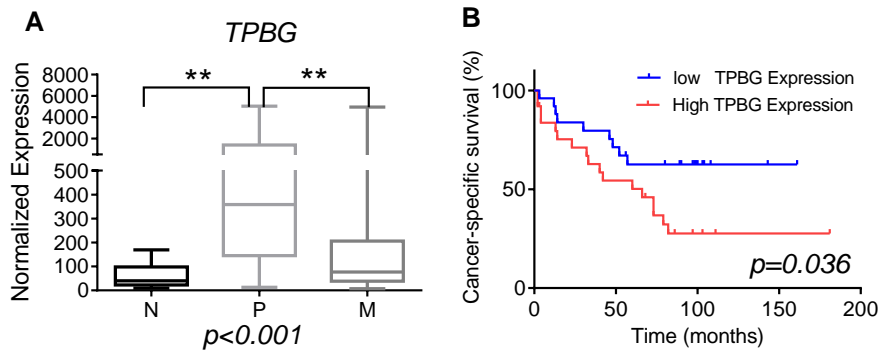 A
TPBG
**
**
Normalized Expression
8000
6000
4000
2000
500
400
300
200
100
0
N
P
M
p<0.001
B
low TPBG Expression
High TPBG Expression
Cancer-specific survival (%)
100
50
0
p=0.036
0
50
100
150
200
Time (months)